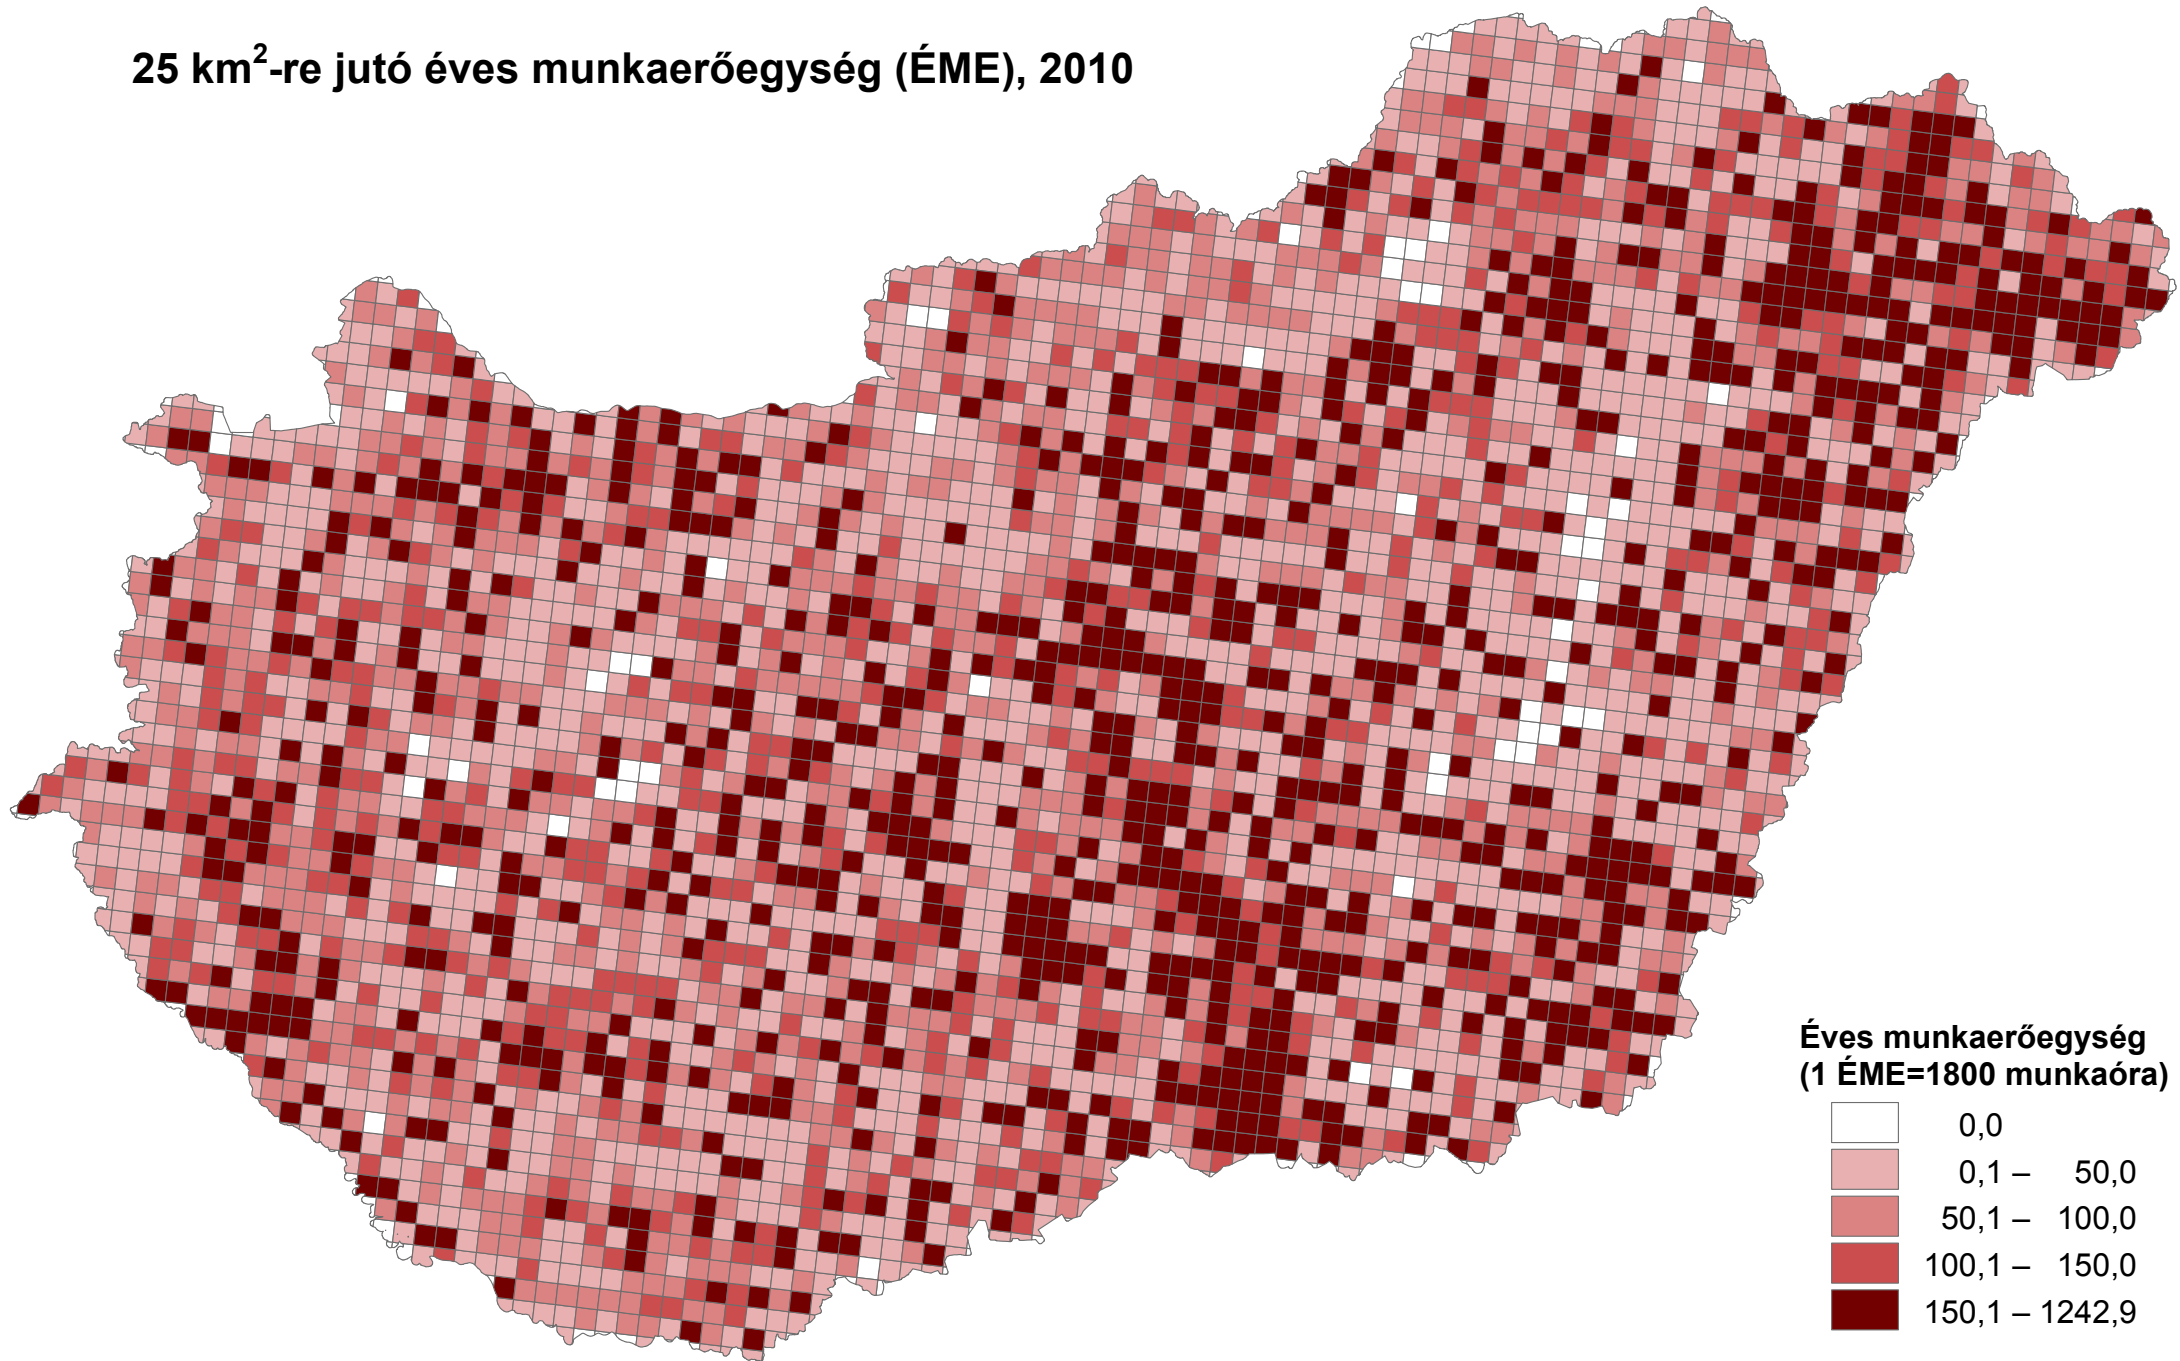 25 km²-re jutó éves munkaerőegység (ÉME), 2010
Éves munkaerőegység
(1 ÉME=1800 munkaóra)
0,0
0,1 – 50,0
50,1 – 100,0
100,1 – 150,0
150,1 – 1242,9